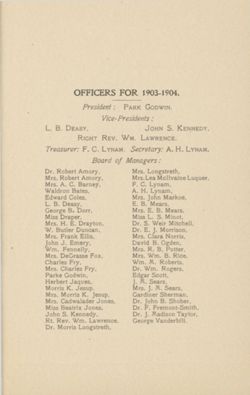 OFFICERS FOR 1903-1904.
President: PARK GODWIN.
Vice-Presidents:
L. B. DEASY, JOHN S. KENNEDY,
RIGHT REV. WM. LAWRENCE.
Treasurer: F. C. LYNAM. Secretary: A. H. LYNAM.
Board of Managers:
Dr. Robert Amory,
Mrs. Robert Amory,
Mrs. A. C. Barney,
Waldron Bates,
Edward Coles,
L. B. Deasy,
George B. Dorr,
Miss Draper,
Mrs. H. E. Drayton,
W. Butler Duncan,
Mrs. Frank Ellis,
John J. Emery,
Wm. Fennelly,
Mrs. DeGrasse Fox,
Charles Fry,
Mrs. Charles Fry,
Parke Godwin,
Herbert Jaques,
Morris K. Jesup,
Mrs. Morris K. Jesup,
Mrs. Cadwalader Jones,
Miss Beatrix Jones,
John S. Kennedy,
Rt. Rev. Wm. Lawrence,
Dr. Morris Longstreth,
Mrs. Longstreth,
Mrs. Lea McIlvaine Luquer,
F. C. Lynam,
A. H. Lynam,
Mrs. John Markoe,
E. B. Mears,
Mrs. E. B. Mears,
Miss L. S. Minot,
Dr. S. Weir Mitchell,
Dr. E. J. Morrison,
Mrs. Clara Norris,
David B. Ogden,
Mrs. R. B. Potter,
Mrs. Wm. B. Rice,
Wm. A. Roberts,
Dr. Wm. Rogers,
Edgar Scott,
J. A. Sears,
Mrs. J. A. Sears,
Gardiner Sherman,
Dr. John B. Shober,
Dr. F. Fremont-Smith,
Dr. J. Madison Taylor,
George Vanderbilt.